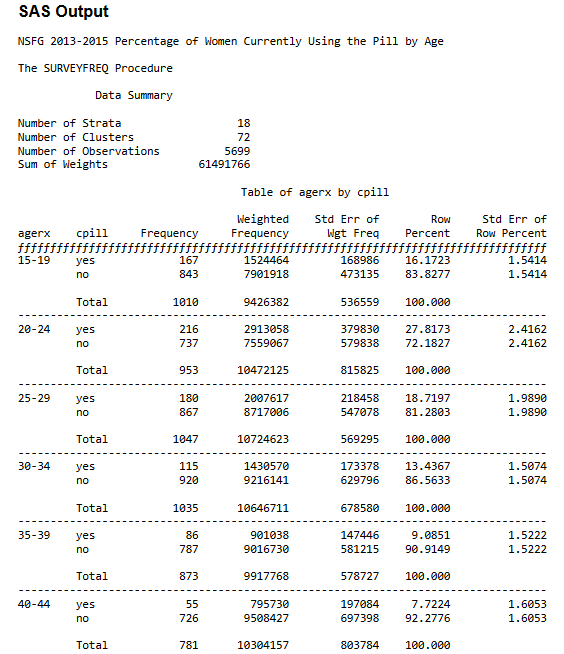 SAS Output
NSFG 2013-2015 Percentage of Women Currently Using the Pill by Age
The SURVEYFREQ Procedure
Data Summary
Number of Strata 18
Number of Clusters 72
Number of Observations 5699
Sum of Weights 61491766
Table of agerx by cpill
Weighted Std Err of Row Std Err of
agerx cpill Frequency Frequency Wgt Freq Percent Row Percent
ƒƒƒƒƒƒƒƒƒƒƒƒƒƒƒƒƒƒƒƒƒƒƒƒƒƒƒƒƒƒƒƒƒƒƒƒƒƒƒƒƒƒƒƒƒƒƒƒƒƒƒƒƒƒƒƒƒƒƒƒƒƒƒƒƒƒƒƒƒƒƒƒƒƒƒƒƒƒƒƒƒ
15-19 yes 167 1524464 168986 16.1723 1.5414
no 843 7901918 473135 83.8277 1.5414
Total 1010 9426382 536559 100.000
---------------------------------------------------------------------------------
20-24 yes 216 2913058 379830 27.8173 2.4162
no 737 7559067 579838 72.1827 2.4162
Total 953 10472125 815825 100.000
---------------------------------------------------------------------------------
25-29 yes 180 2007617 218458 18.7197 1.9890
no 867 8717006 547078 81.2803 1.9890
Total 1047 10724623 569295 100.000
---------------------------------------------------------------------------------
30-34 yes 115 1430570 173378 13.4367 1.5074
no 920 9216141 629796 86.5633 1.5074
Total 1035 10646711 678580 100.000
---------------------------------------------------------------------------------
35-39 yes 86 901038 147446 9.0851 1.5222
no 787 9016730 581215 90.9149 1.5222
Total 873 9917768 578727 100.000
---------------------------------------------------------------------------------
40-44 yes 55 795730 197084 7.7224 1.6053
no 726 9508427 697398 92.2776 1.6053
Total 781 10304157 803784 100.000